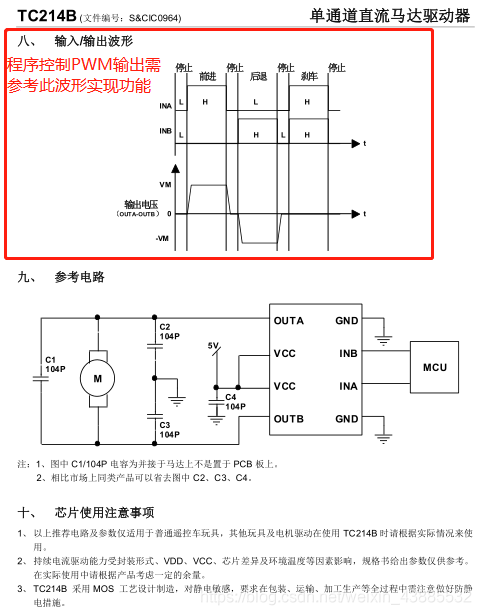 TC214B (文件编号：S&CIC0964) 单通道直流马达驱动器
八、 输入/输出波形
程序控制PWM输出需
参考此波形实现功能
停止 停止 停止 停止
前进 后退 刹车
INA L H L H
INB L H L H
t
VM
输出电压
（OUTA-OUTB） 0
t
-VM
九、 参考电路
C1
104P
M
C2
104P
C3
104P
5V
C4
104P
OUTA GND
VCC INB
VCC INA
OUTB GND
MCU
注：1、图中 C1/104P 电容为并接于马达上不是置于 PCB 板上。
2、相比市场上同类产品可以省去图中 C2、C3、C4。
十、 芯片使用注意事项
1、 以上推荐电路及参数仅适用于普通遥控车玩具，其他玩具及电机驱动在使用 TC214B 时请根据实际情况来使
用。
2、 持续电流驱动能力受封装形式、VDD、VCC、芯片差异及环境温度等因素影响，规格书给出参数仅供参考。
在实际使用中请根据产品考虑一定的余量。
3、 TC214B 采用 MOS 工艺设计制造，对静电敏感，要求在包装、运输、加工生产等全过程中需注意做好防静
电措施。
https://blog.csdn.net/weixin_43885532